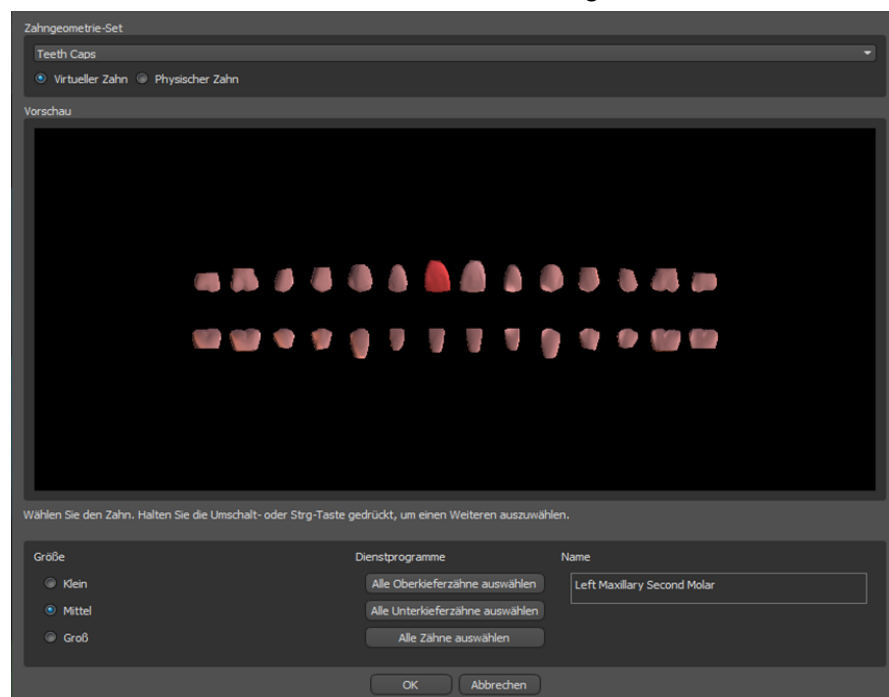 Zahngeometrie-Set
Teeth Caps
Virtueller Zahn Physischer Zahn
Vorschau
Wählen Sie den Zahn. Halten Sie die Umschalt- oder Strg-Taste gedrückt, um einen Weiteren auszuwählen.
Größe
Klein
Mittel
Groß
Dienstprogramme
Alle Oberkieferzähne auswählen
Alle Unterkieferzähne auswählen
Alle Zähne auswählen
Name
Left Maxillary Second Molar
OK Abbrechen